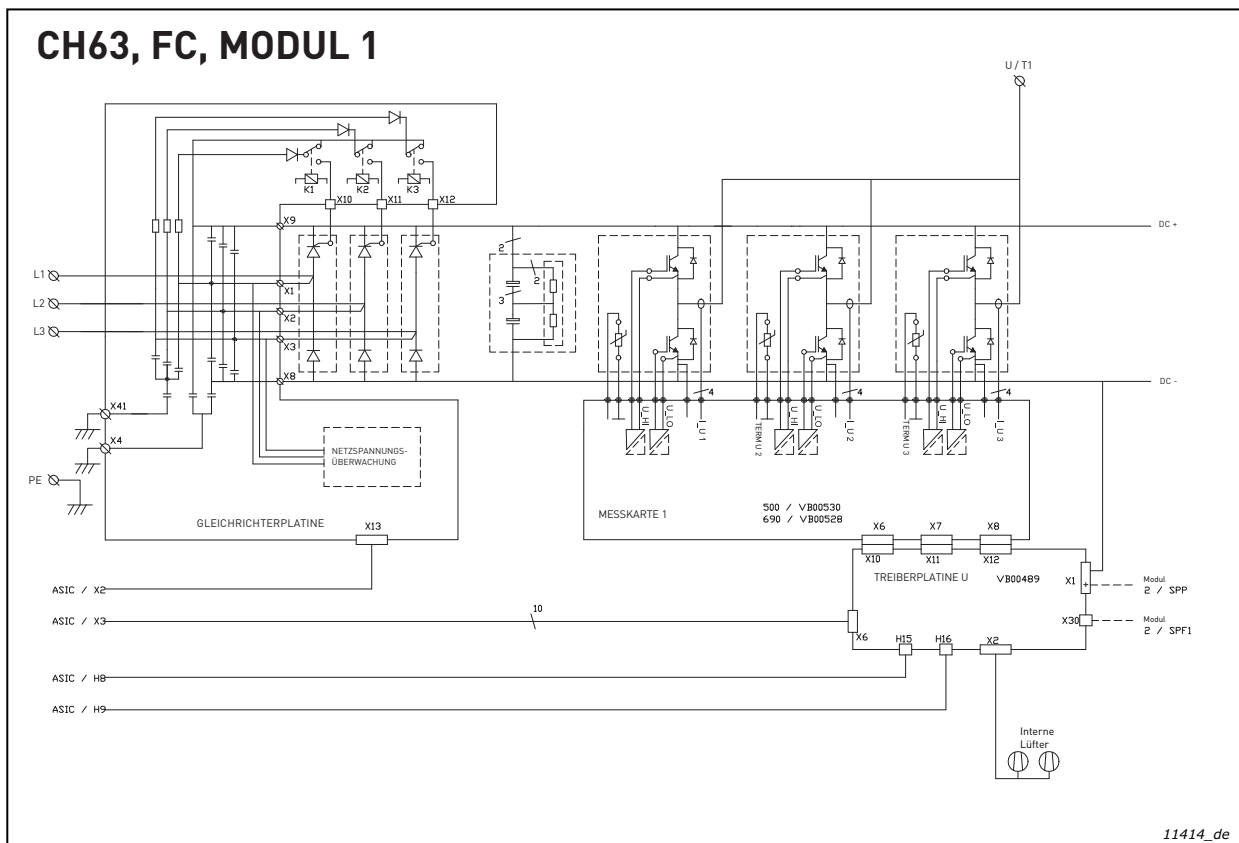 CH63, FC, MODUL 1
U / T1
K1
K2
K3
X10
X11
X12
X9
DC +
L1
X1
L2
X2
L3
X3
X8
2
2
3
DC -
4
4
4
X41
X4
PE
NETZSPANNUNGS-
ÜBERWACHUNG
GLEICHRICHTERPLATINE
X13
U_HI
U_LO
I_U 1
TERM U 2
U_HI
U_LO
I_U 2
TERM U 3
U_HI
U_LO
I_U 3
MESSKARTE 1
500 / VB00530
690 / VB00528
X6
X7
X8
X10
X11
X12
TREIBERPLATINE U
VB00489
X1
+
Modul
2 / SPP
X30
Modul
2 / SPF1
X6
H15
H16
X2
ASIC / X2
ASIC / X3
10
ASIC / H8
ASIC / H9
Interne
Lüfter
11414_de